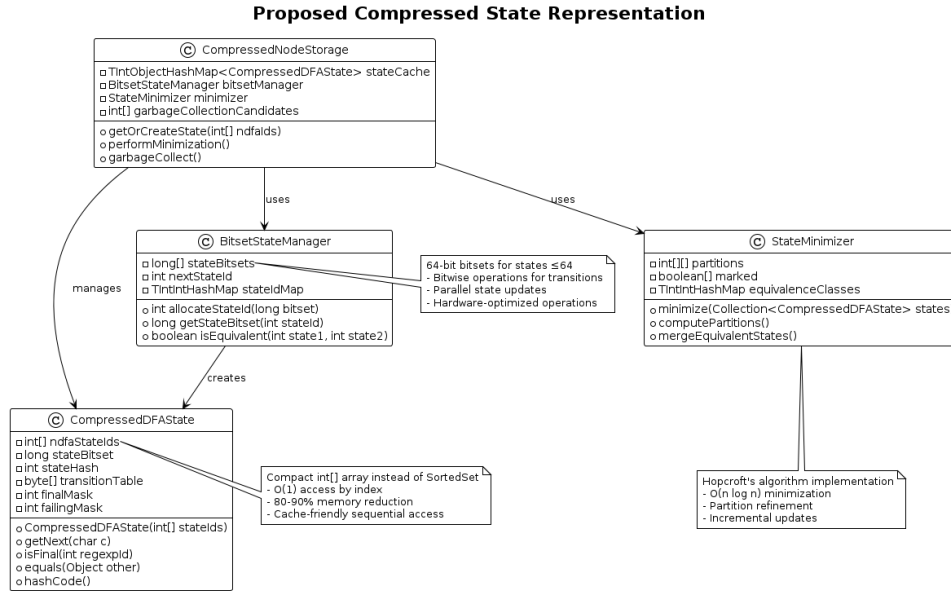 Proposed Compressed State Representation
C CompressedNodeStorage
TIntObjectHashMap<CompressedDFAState> stateCache
BitsetStateManager bitsetManager
StateMinimizer minimizer
int[] garbageCollectionCandidates
getOrCreateState(int[] ndfaIds)
performMinimization()
garbageCollect()
uses
uses
manages
C BitsetStateManager
long[] stateBitsets
int nextStateId
TIntIntHashMap stateIdMap
int allocateStateId(long bitset)
long getStateBitset(int stateId)
boolean isEquivalent(int state1, int state2)
64-bit bitsets for states ≤64
- Bitwise operations for transitions
- Parallel state updates
- Hardware-optimized operations
C StateMinimizer
int[][] partitions
boolean[] marked
TIntIntHashMap equivalenceClasses
minimize(Collection<CompressedDFAState> states
computePartitions()
mergeEquivalentStates()
creates
C CompressedDFAState
int[] ndfaStateIds
long stateBitset
int stateHash
byte[] transitionTable
int finalMask
int failingMask
CompressedDFAState(int[] stateIds)
getNext(char c)
isFinal(int regexpId)
equals(Object other)
hashCode()
Compact int[] array instead of SortedSet
- O(1) access by index
- 80-90% memory reduction
- Cache-friendly sequential access
Hopcroft's algorithm implementation
- O(n log n) minimization
- Partition refinement
- Incremental updates